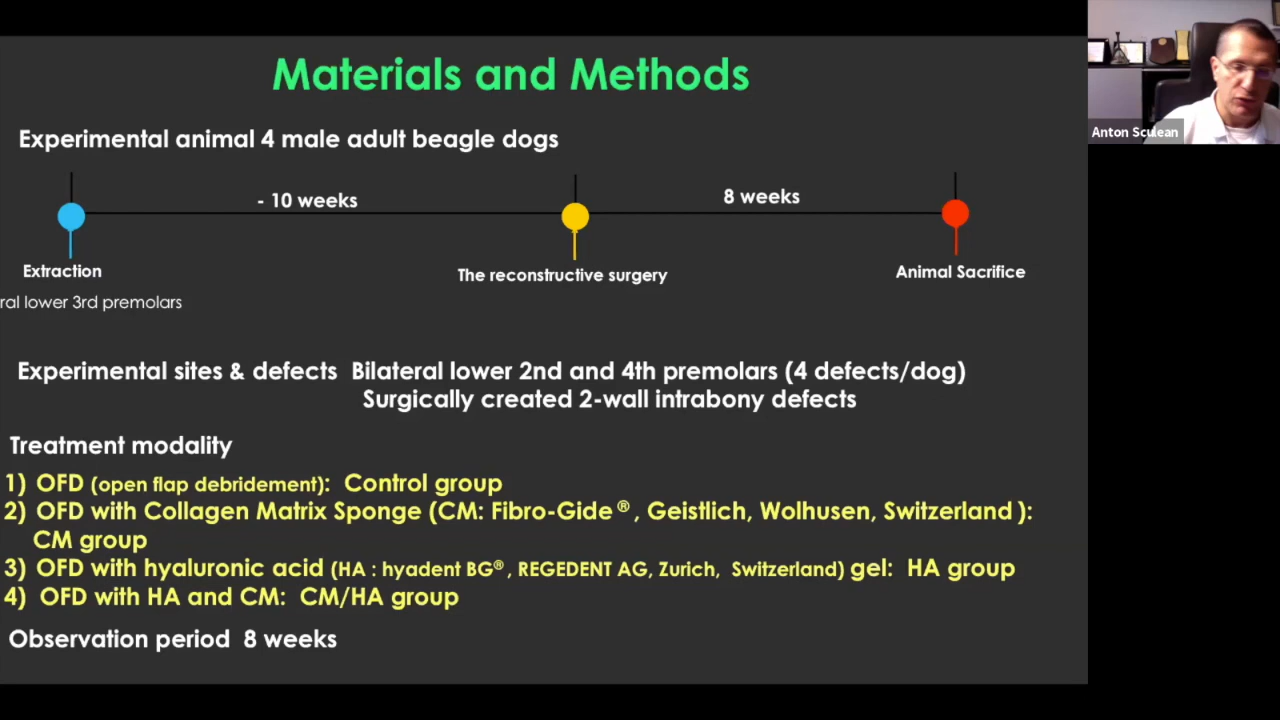 Materials and Methods
Anton Sculean
Experimental animal 4 male adult beagle dogs
- 10 weeks
8 weeks
Extraction
The reconstructive surgery
Animal Sacrifice
ral lower 3rd premolars
Experimental sites & defects Bilateral lower 2nd and 4th premolars (4 defects/dog)
Surgically created 2-wall intrabony defects
Treatment modality
1) OFD (open flap debridement): Control group
2) OFD with Collagen Matrix Sponge (CM: Fibro-Gide®, Geistlich, Wolhusen, Switzerland ):
CM group
3) OFD with hyaluronic acid (HA : hyadent BG®, REGEDENT AG, Zurich, Switzerland) gel: HA group
4) OFD with HA and CM: CM/HA group
Observation period 8 weeks